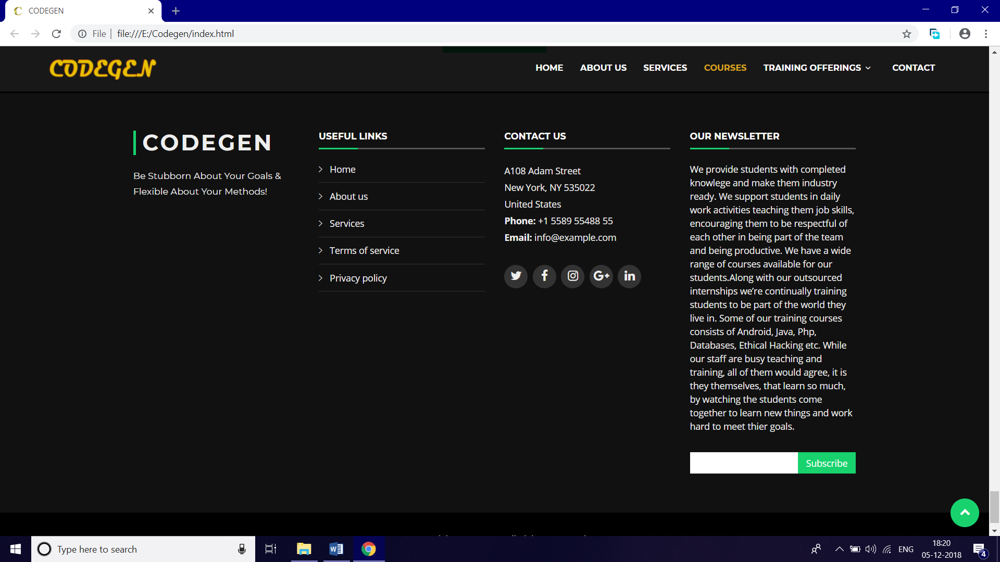 CODEGEN
File
file:///E:/Codegen/index.html
CODEGEN
HOME
ABOUT US
SERVICES
COURSES
TRAINING OFFERINGS
CONTACT
CODEGEN
Be Stubborn About Your Goals &
Flexible About Your Methods!
USEFUL LINKS
Home
About us
Services
Terms of service
Privacy policy
CONTACT US
A108 Adam Street
New York, NY 535022
United States
Phone: +1 5589 55488 55
Email: info@example.com
OUR NEWSLETTER
We provide students with completed
knowlege and make them industry
ready. We support students in daily
work activities teaching them job skills,
encouraging them to be respectful of
each other in being part of the team
and being productive. We have a wide
range of courses available for our
students.Along with our outsourced
internships we’re continually training
students to be part of the world they
live in. Some of our training courses
consists of Android, Java, Php,
Databases, Ethical Hacking etc. While
our staff are busy teaching and
training, all of them would agree, it is
they themselves, that learn so much,
by watching the students come
together to learn new things and work
hard to meet thier goals.
Subscribe
Type here to search
ENG
18:20
05-12-2018
4